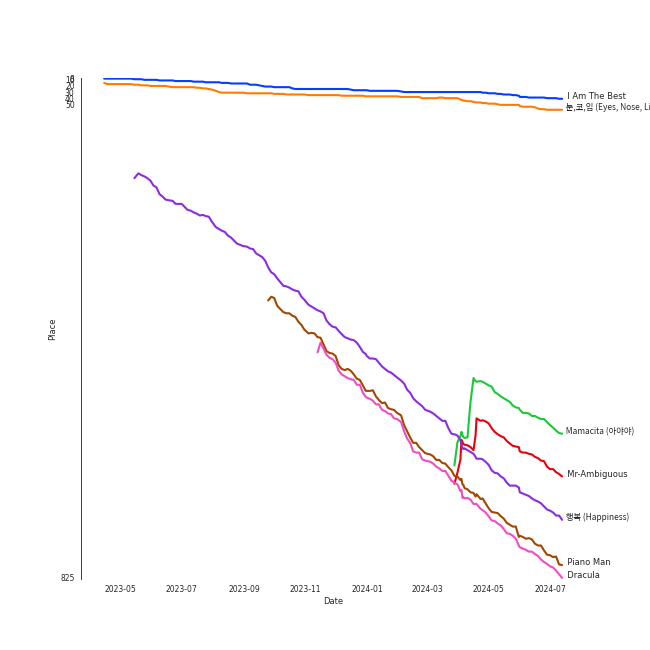 10
20
30
40
50
I Am The Best
눈,코,입 (Eyes, Nose, Li
Place
Mamacita (아야야)
Mr-Ambiguous
행복 (Happiness)
Piano Man
Dracula
825
2023-05
2023-07
2023-09
2023-11
2024-01
2024-03
2024-05
2024-07
Date